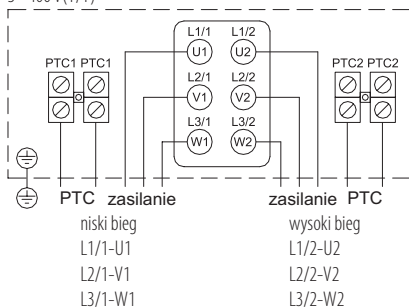 L1/1 L1/2
U1 U2
PTC1 PTC1 L2/1 L2/2 PTC2 PTC2
V1 V2
L3/1 L3/2
W1 W2
PTC zasilanie zasilanie PTC
niski bieg wysoki bieg
L1/1-U1 L1/2-U2
L2/1-V1 L2/2-V2
L3/1-W1 L3/2-W2